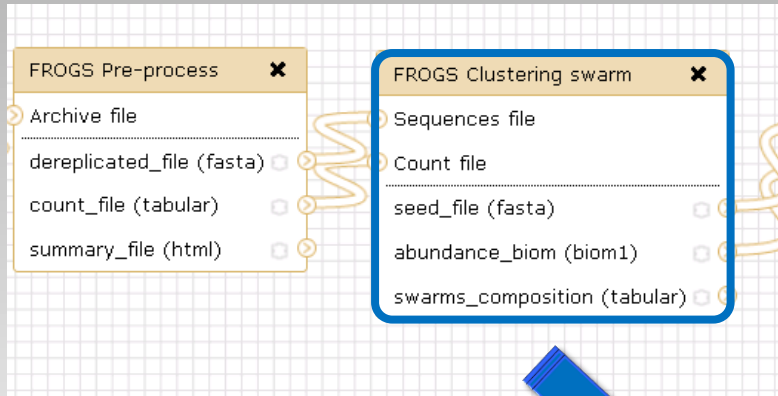 FROGS Pre-process
Archive file
dereplicated_file (fasta)
count_file (tabular)
summary_file (html)
FROGS Clustering swarm
Sequences file
Count file
seed_file (fasta)
abundance_biom (biom1)
swarms_composition (tabular)